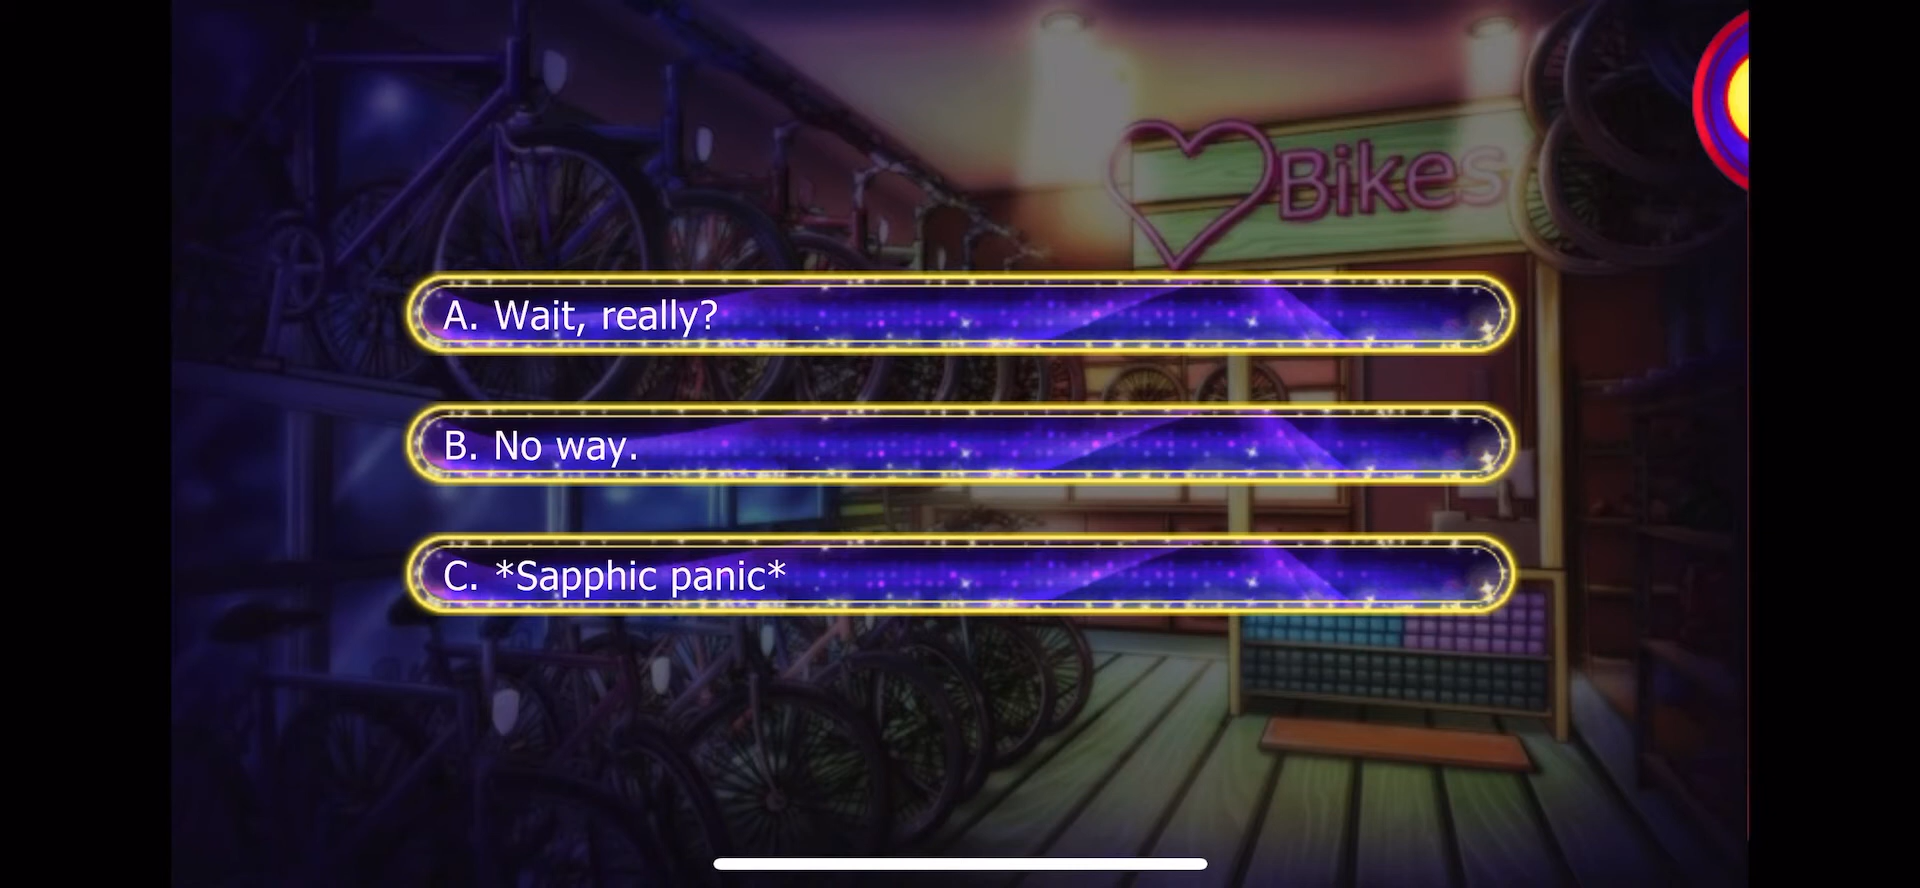 Bikes
A. Wait, really?
B. No way.
C. *Sapphic panic*